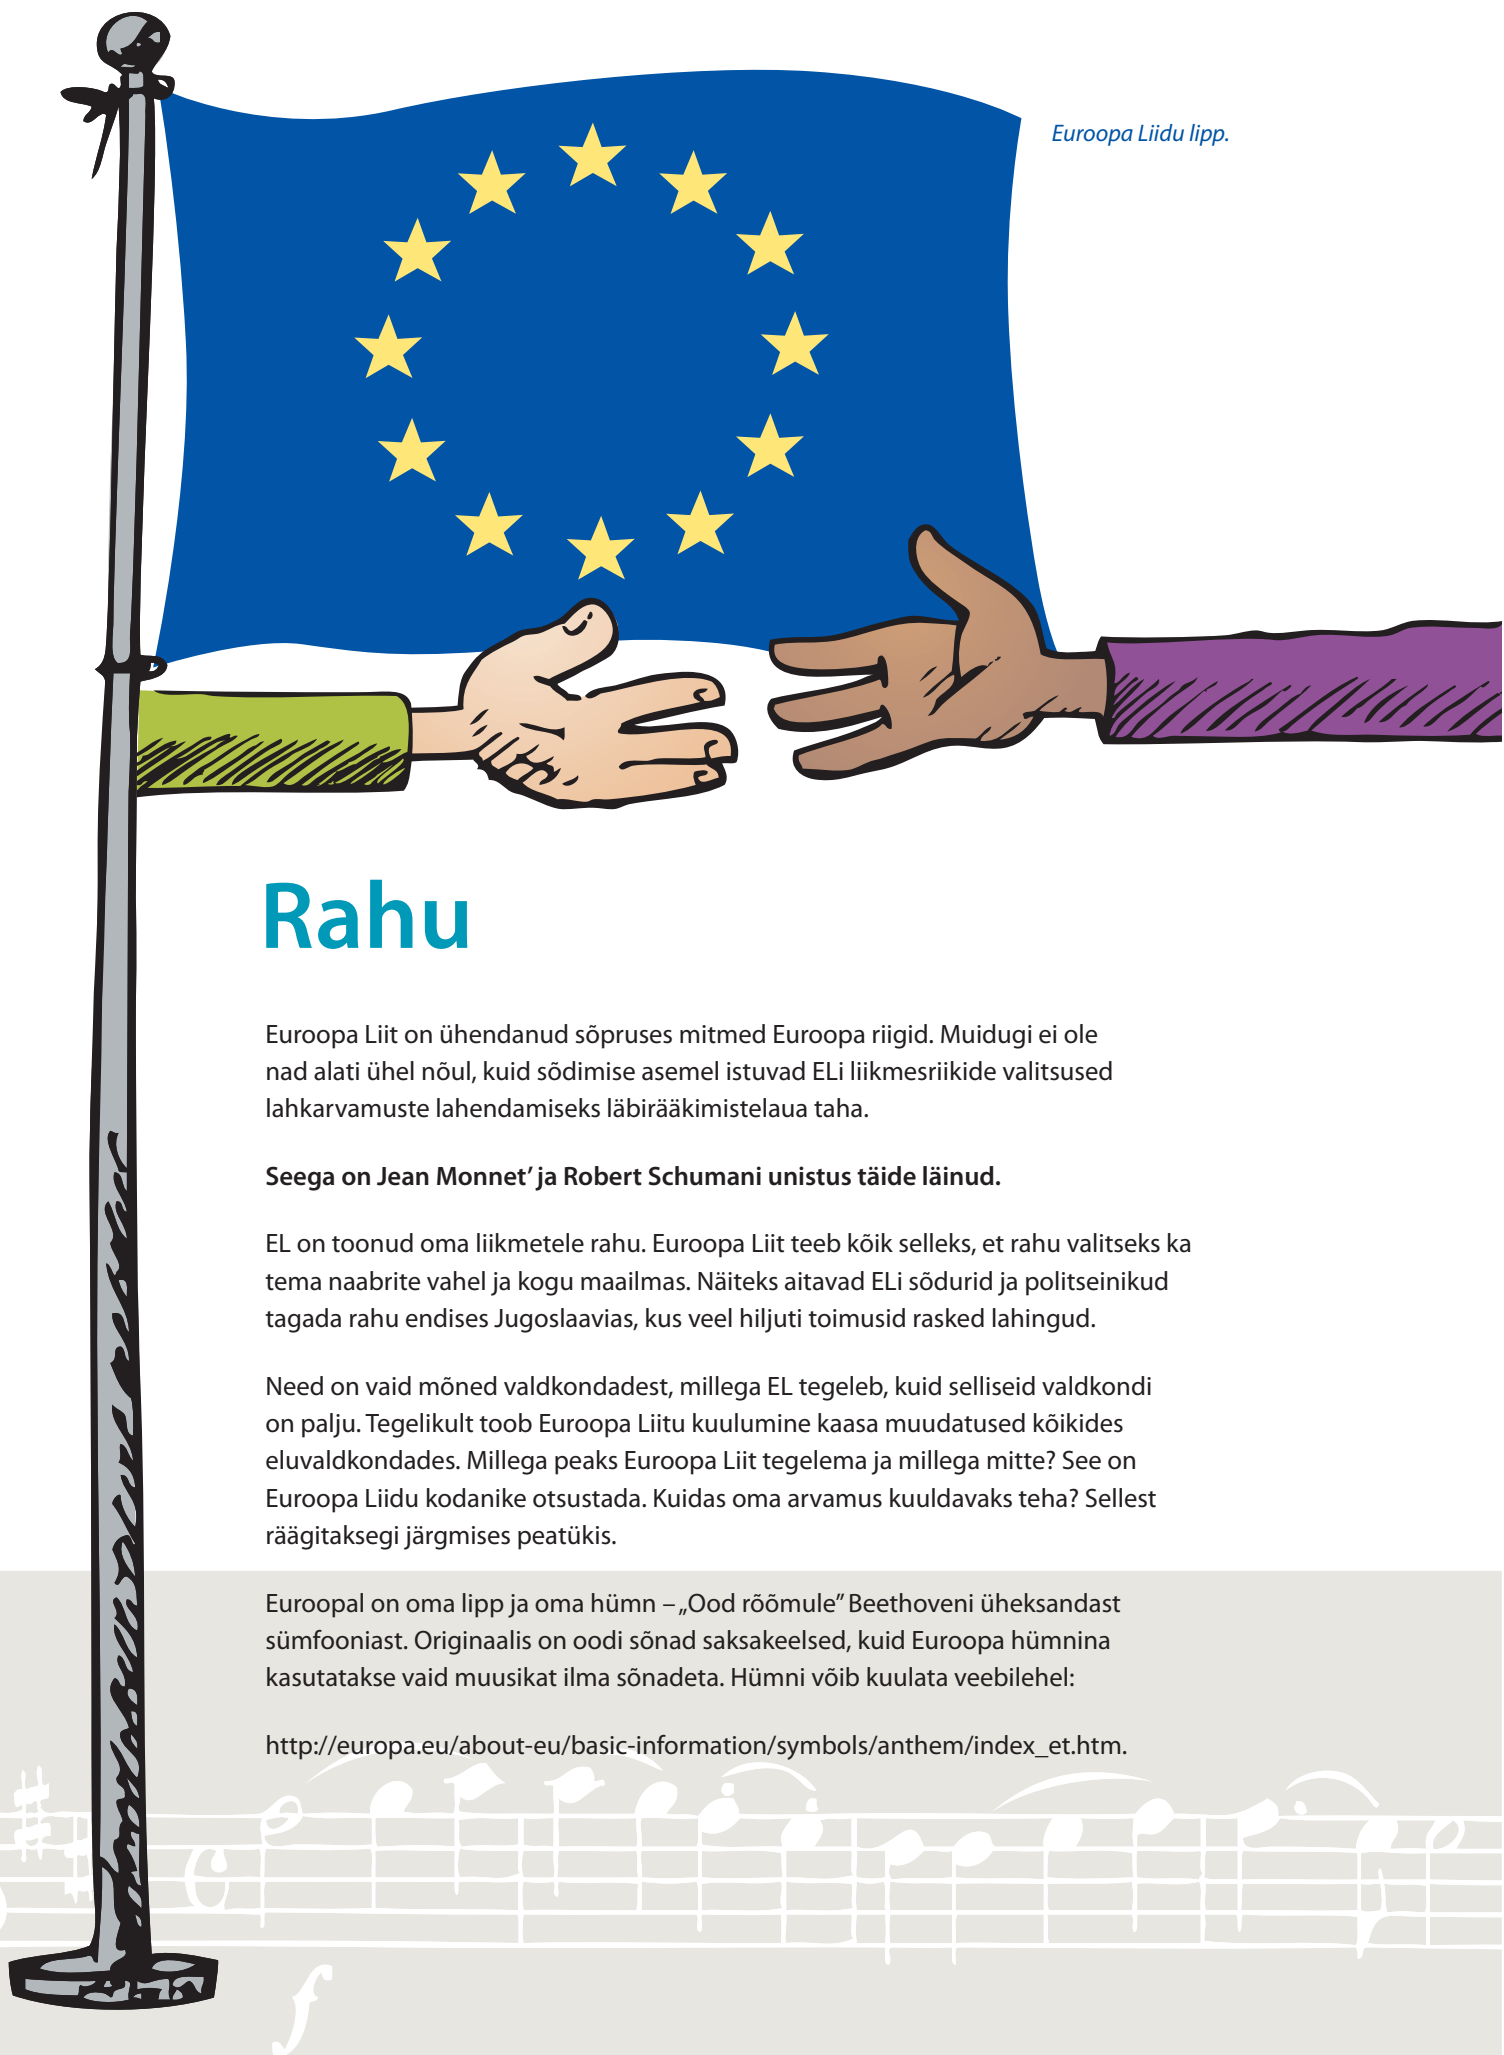 Euroopa Liidu lipp.
Rahu
Euroopa Liit on ühendanud sõpruses mitmed Euroopa riigid. Muidugi ei ole
nad alati ühel nõul, kuid sõdimise asemel istuvad ELi liikmesriikide valitsused
lahkarvamuste lahendamiseks läbirääkimistelaua taha.
Seega on Jean Monnet’ ja Robert Schumani unistus täide läinud.
EL on toonud oma liikmetele rahu. Euroopa Liit teeb kõik selleks, et rahu valitseks ka
tema naabrite vahel ja kogu maailmas. Näiteks aitavad ELi sõdurid ja politseinikud
tagada rahu endises Jugoslaavias, kus veel hiljuti toimusid rasked lahingud.
Need on vaid mõned valdkondadest, millega EL tegeleb, kuid selliseid valdkondi
on palju. Tegelikult toob Euroopa Liitu kuulumine kaasa muudatused kõikides
eluvaldkondades. Millega peaks Euroopa Liit tegelema ja millega mitte? See on
Euroopa Liidu kodanike otsustada. Kuidas oma arvamus kuuldavaks teha? Sellest
räägitaksegi järgmises peatükis.
Euroopal on oma lipp ja oma hümn – „Ood rõõmule” Beethoveni üheksandast
sümfooniast. Originaalis on oodi sõnad saksakeelsed, kuid Euroopa hümnina
kasutatakse vaid muusikat ilma sõnadeta. Hümni võib kuulata veebilehel:
http://europa.eu/about-eu/basic-information/symbols/anthem/index_et.htm.
f